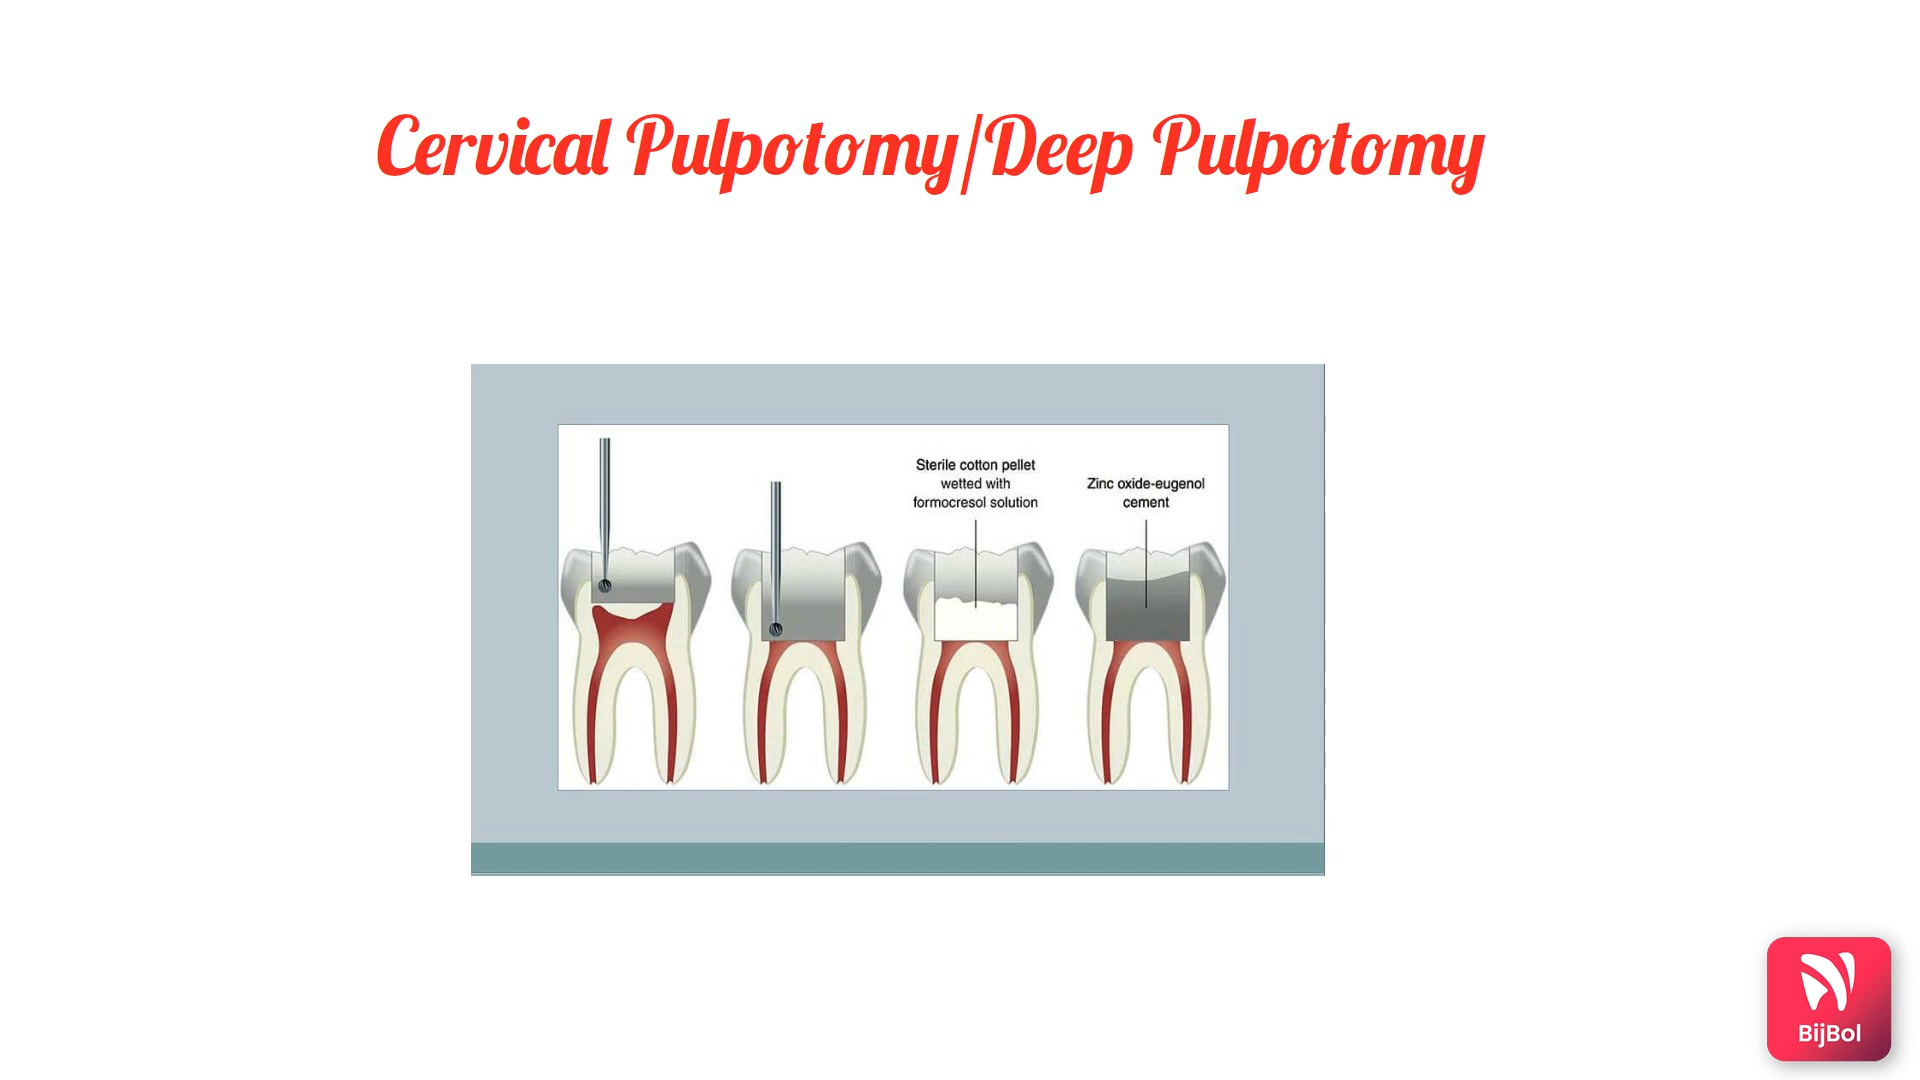 Cervical Pulpotomy/Deep Pulpotomy
Sterile cotton pellet
wetted with
formocresol solution
Zinc oxide-eugenol
cement
BijBol